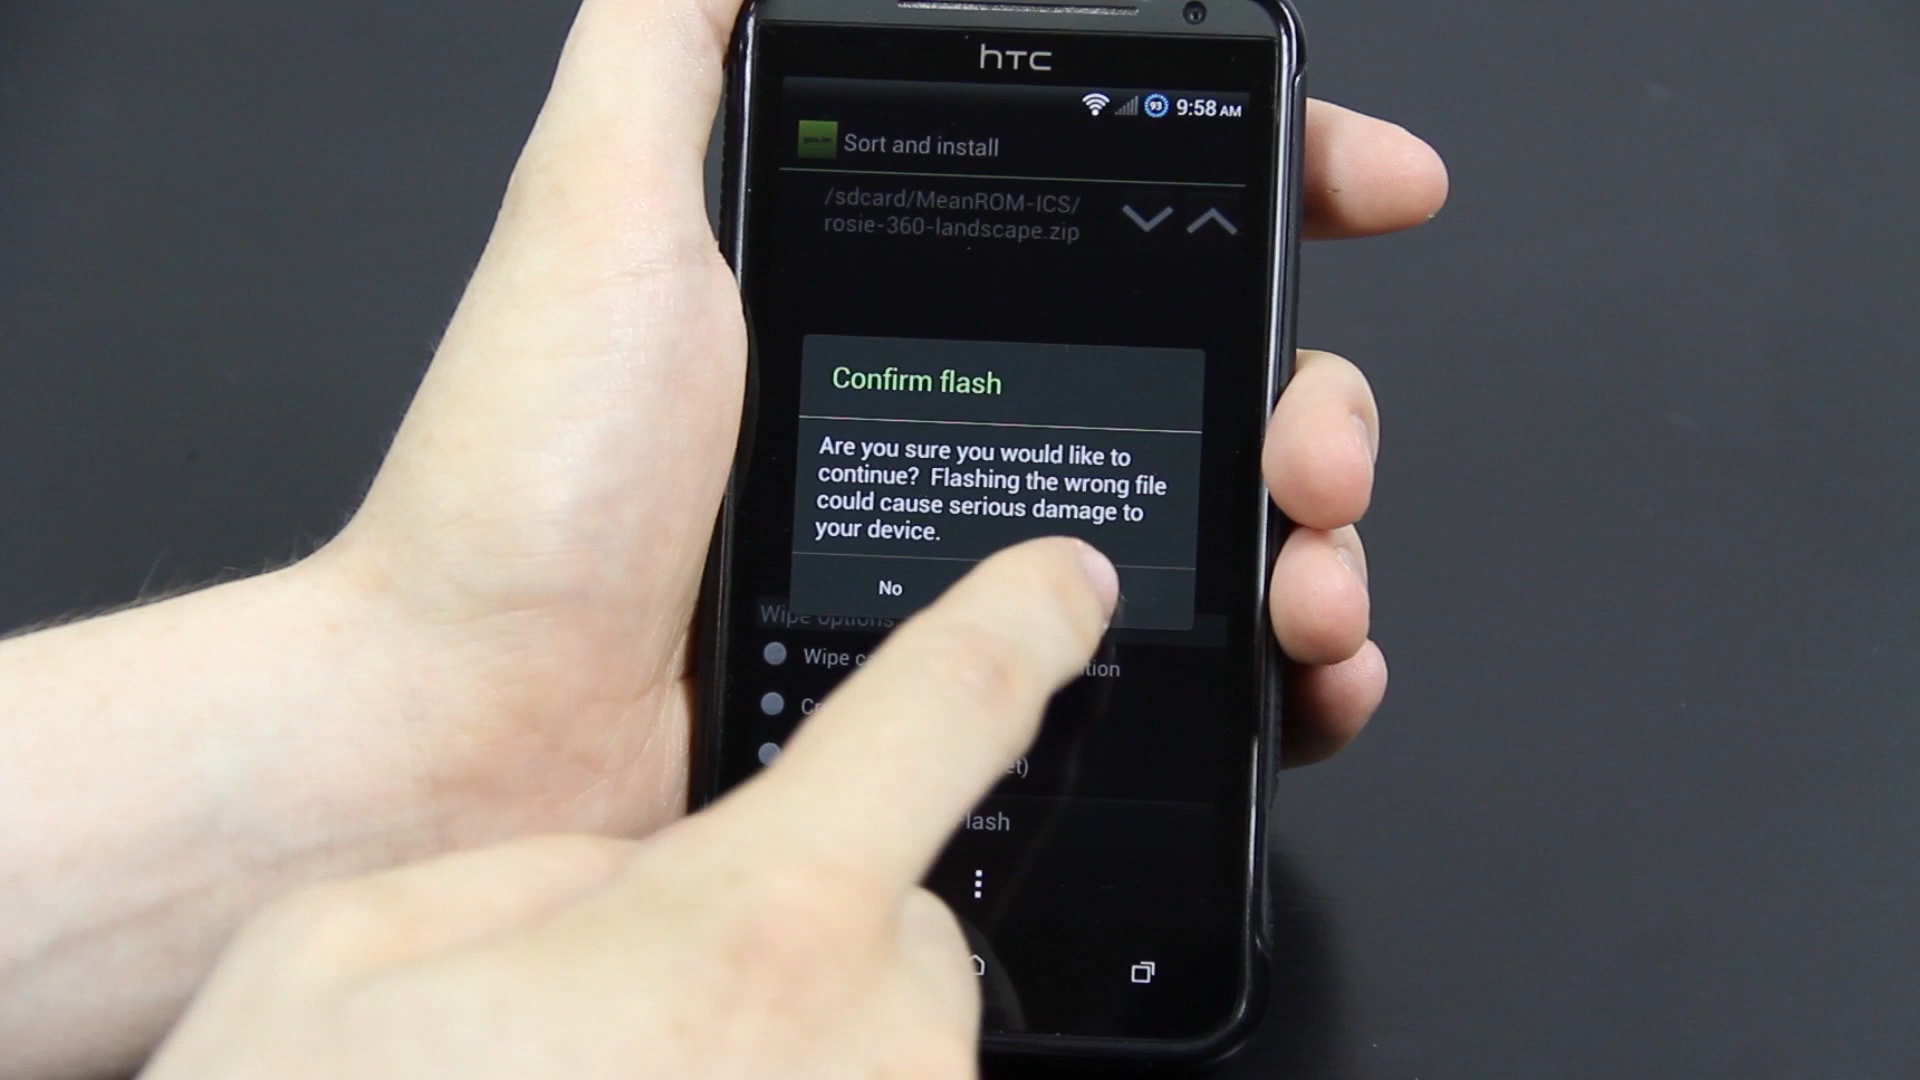 hTC
93 9:58 AM
Sort and install
/sdcard/MeanROM-ICS/
rosie-360-landscape.zip
Confirm flash
Are you sure you would like to
continue? Flashing the wrong file
could cause serious damage to
your device.
No
Wipe options
Wipe